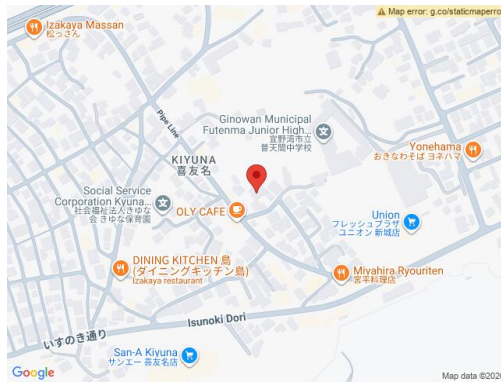 Map error: g.co/staticmaperro
Izakaya Massan
松っさん
Pipe Line
Ginowan Municipal
Futenma Junior High...
宜野湾市立
普天間中学校
Yonehama
おきなわそば ヨネハマ
KIYUNA
喜友名
Social Service
Corporation Kyuna...
社会福祉法人きゆな
会 きゆな保育園
OLY CAFE
Union
フレッシュプラザ
ユニオン 新城店
DINING KITCHEN 島
(ダイニングキッチン島)
Izakaya restaurant
Miyahira Ryouriten
宮平料理店
いすのき通り
Isunoki Dori
San-A Kiyuna
サンエー 喜友名店
Google
Map data ©2026